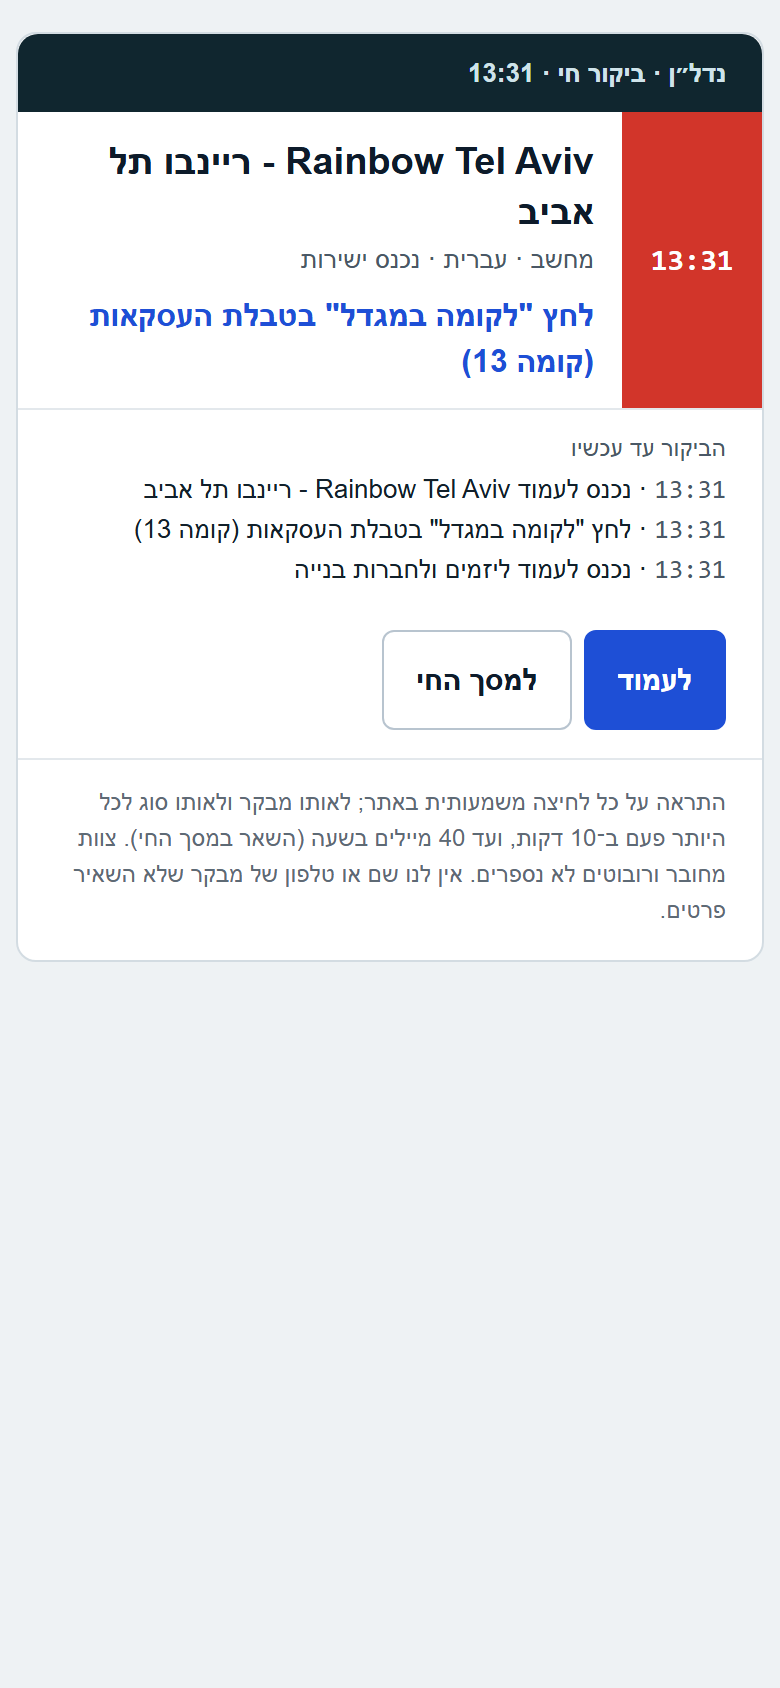 נדל״ן · ביקור חי · 13:31
13:31
Rainbow Tel Aviv - ריינבו תל
אביב
מחשב · עברית · נכנס ישירות
לחץ "לקומה במגדל" בטבלת העסקאות
(קומה 13)
הביקור עד עכשיו
13:31 · נכנס לעמוד Rainbow Tel Aviv - ריינבו תל אביב
13:31 · לחץ "לקומה במגדל" בטבלת העסקאות (קומה 13)
13:31 · נכנס לעמוד ליזמים ולחברות בנייה
לעמוד
למסך החי
התראה על כל לחיצה משמעותית באתר; לאותו מבקר ולאותו סוג לכל
היותר פעם ב־10 דקות, ועד 40 מיילים בשעה (השאר במסך החי). צוות
מחובר ורובוטים לא נספרים. אין לנו שם או טלפון של מבקר שלא השאיר
פרטים.